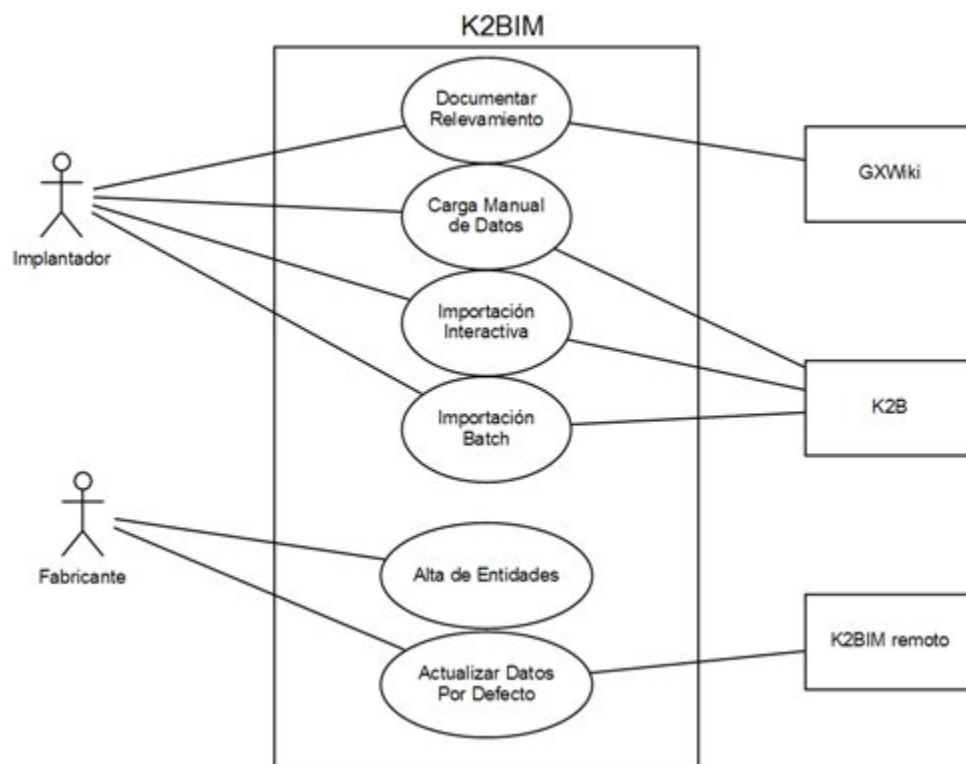 K2BIM
Documentar
Relevamiento
GXWiki
Carga Manual
de Datos
Implantador
Importación
Interactiva
K2B
Importación
Batch
Fabricante
Alta de Entidades
K2BIM remoto
Actualizar Datos
Por Defecto